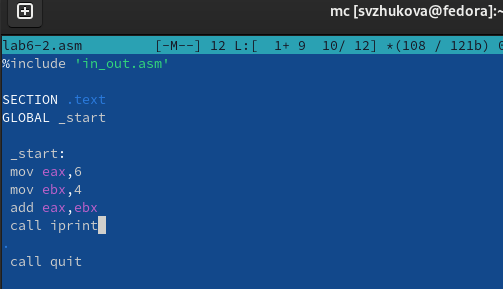 mc [svzhukova@fedora]:~
lab6-2.asm [-M--] 12 L:[ 1+ 9 10/ 12] *(108 / 121b)
%include 'in_out.asm'
SECTION .text
GLOBAL _start
_start:
mov eax,6
mov ebx,4
add eax,ebx
call iprint
.
call quit